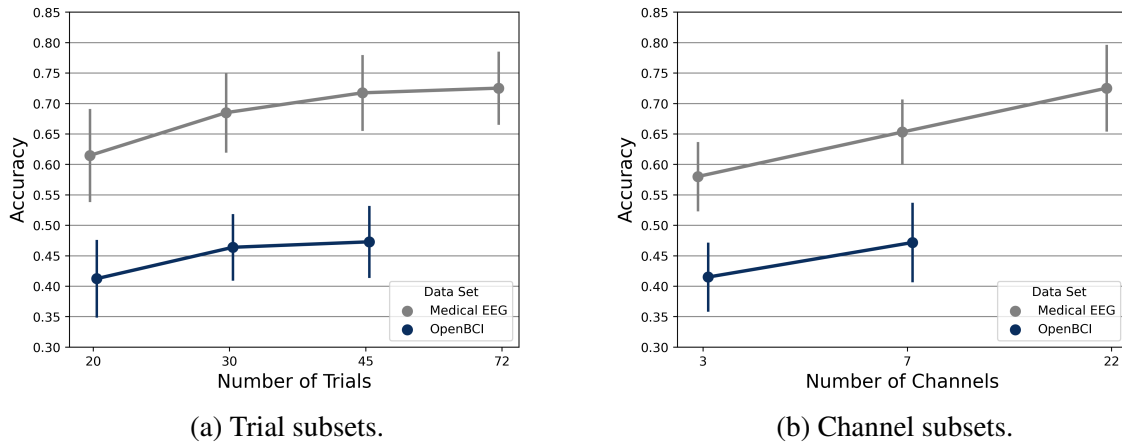 0.85
0.80
0.75
0.70
0.65
0.60
0.55
0.50
0.45
0.40
0.35
0.30
Accuracy
Data Set
Medical EEG
OpenBCI
20 30 45 72
Number of Trials
(a) Trial subsets.
0.85
0.80
0.75
0.70
0.65
0.60
0.55
0.50
0.45
0.40
0.35
0.30
Accuracy
Data Set
Medical EEG
OpenBCI
3 7 22
Number of Channels
(b) Channel subsets.